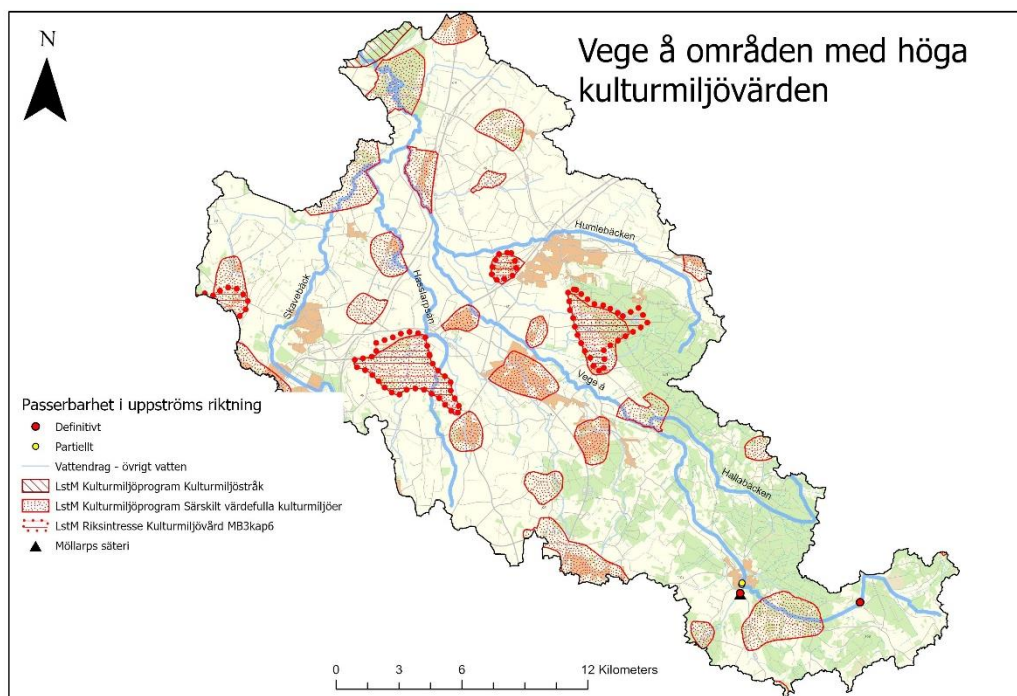 Vege å områden med höga
kulturmiljövärden
N
Humlebäcken
Skavebäck
Hasslarpsån
Vege å
Hallabäcken
Passerbarhet i uppströms riktning
Definitivt
Partiellt
Vattendrag - övrigt vatten
LstM Kulturmiljöprogram Kulturmiljöstråk
LstM Kulturmiljöprogram Särskilt värdefulla kulturmiljöer
LstM Riksintresse Kulturmiljövård MB3kap6
Möllarps säteri
0 3 6 12 Kilometers